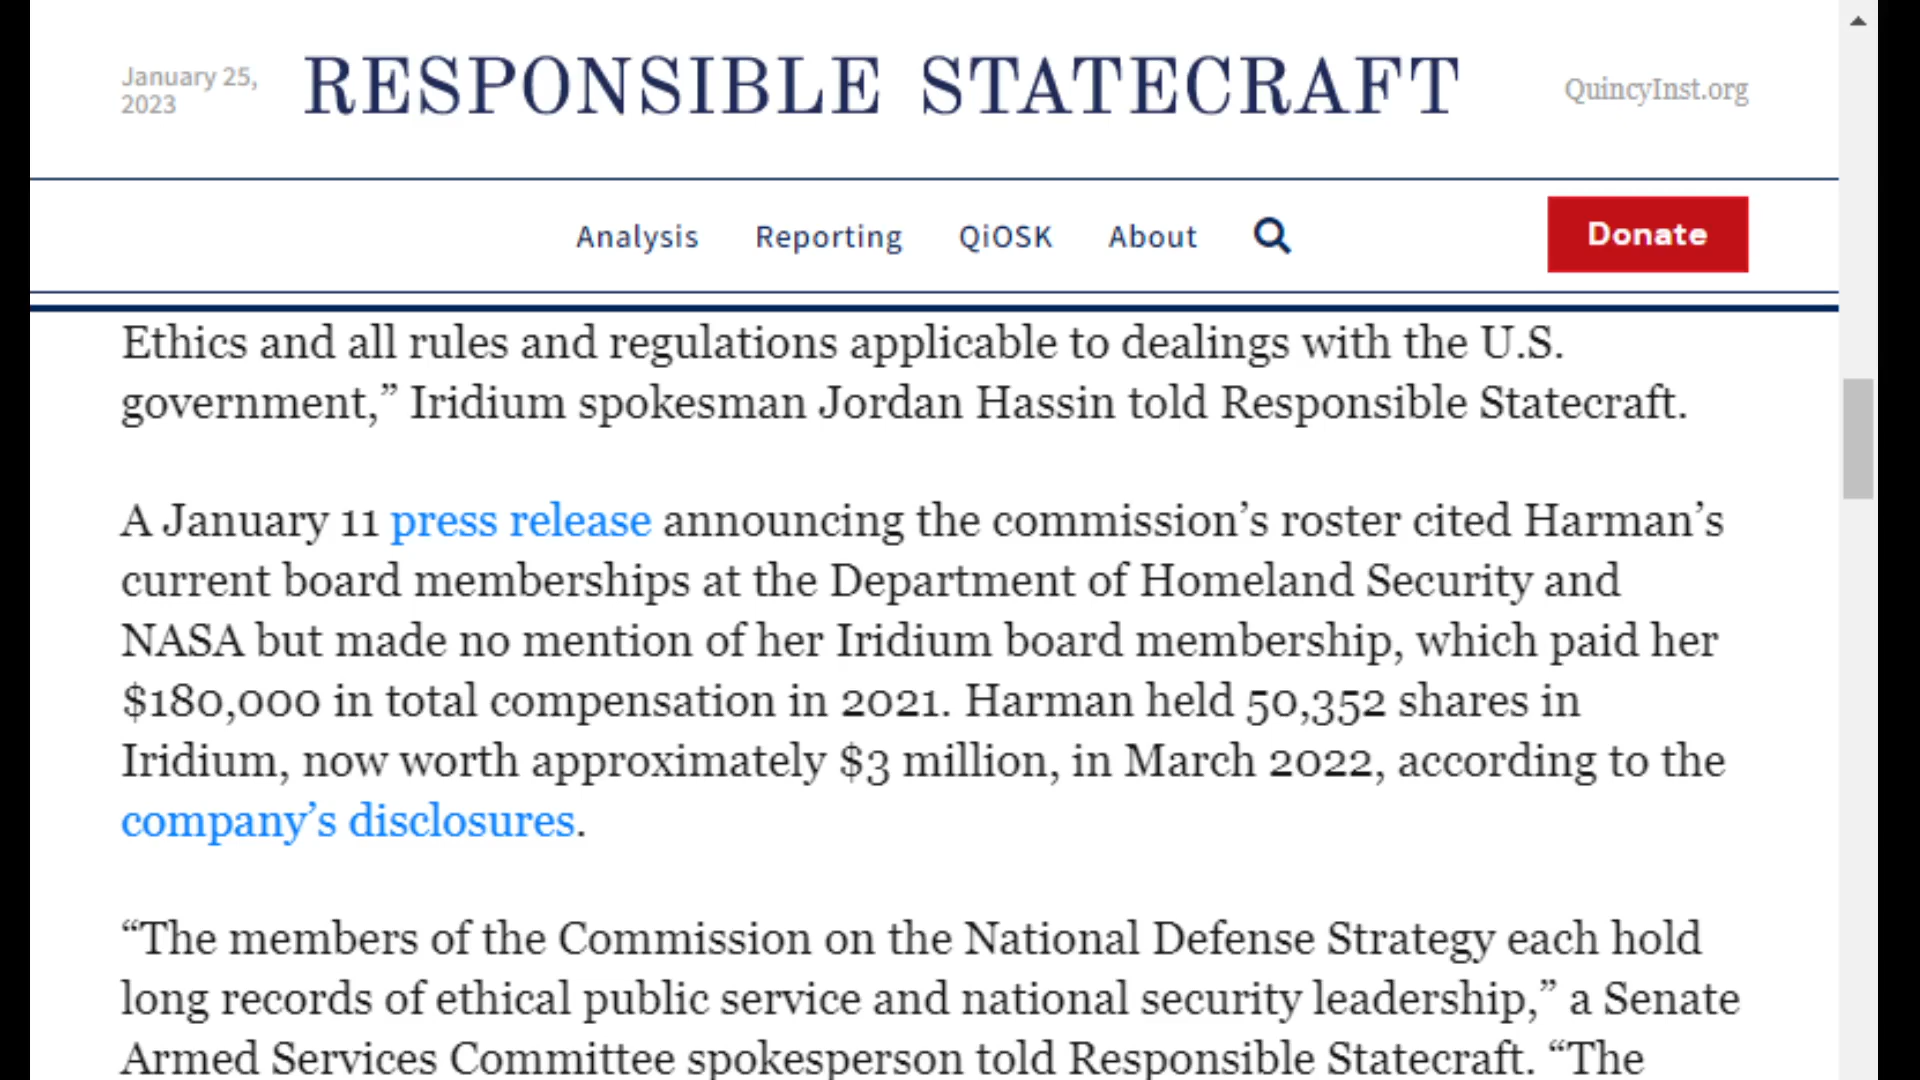 January 25,
2023
RESPONSIBLE STATECRAFT
QuincyInst.org
Analysis Reporting QiOSK About
Donate
Ethics and all rules and regulations applicable to dealings with the U.S.
government,” Iridium spokesman Jordan Hassin told Responsible Statecraft.
A January 11 press release announcing the commission’s roster cited Harman’s
current board memberships at the Department of Homeland Security and
NASA but made no mention of her Iridium board membership, which paid her
$180,000 in total compensation in 2021. Harman held 50,352 shares in
Iridium, now worth approximately $3 million, in March 2022, according to the
company’s disclosures.
“The members of the Commission on the National Defense Strategy each hold
long records of ethical public service and national security leadership,” a Senate
Armed Services Committee spokesperson told Responsible Statecraft. “The